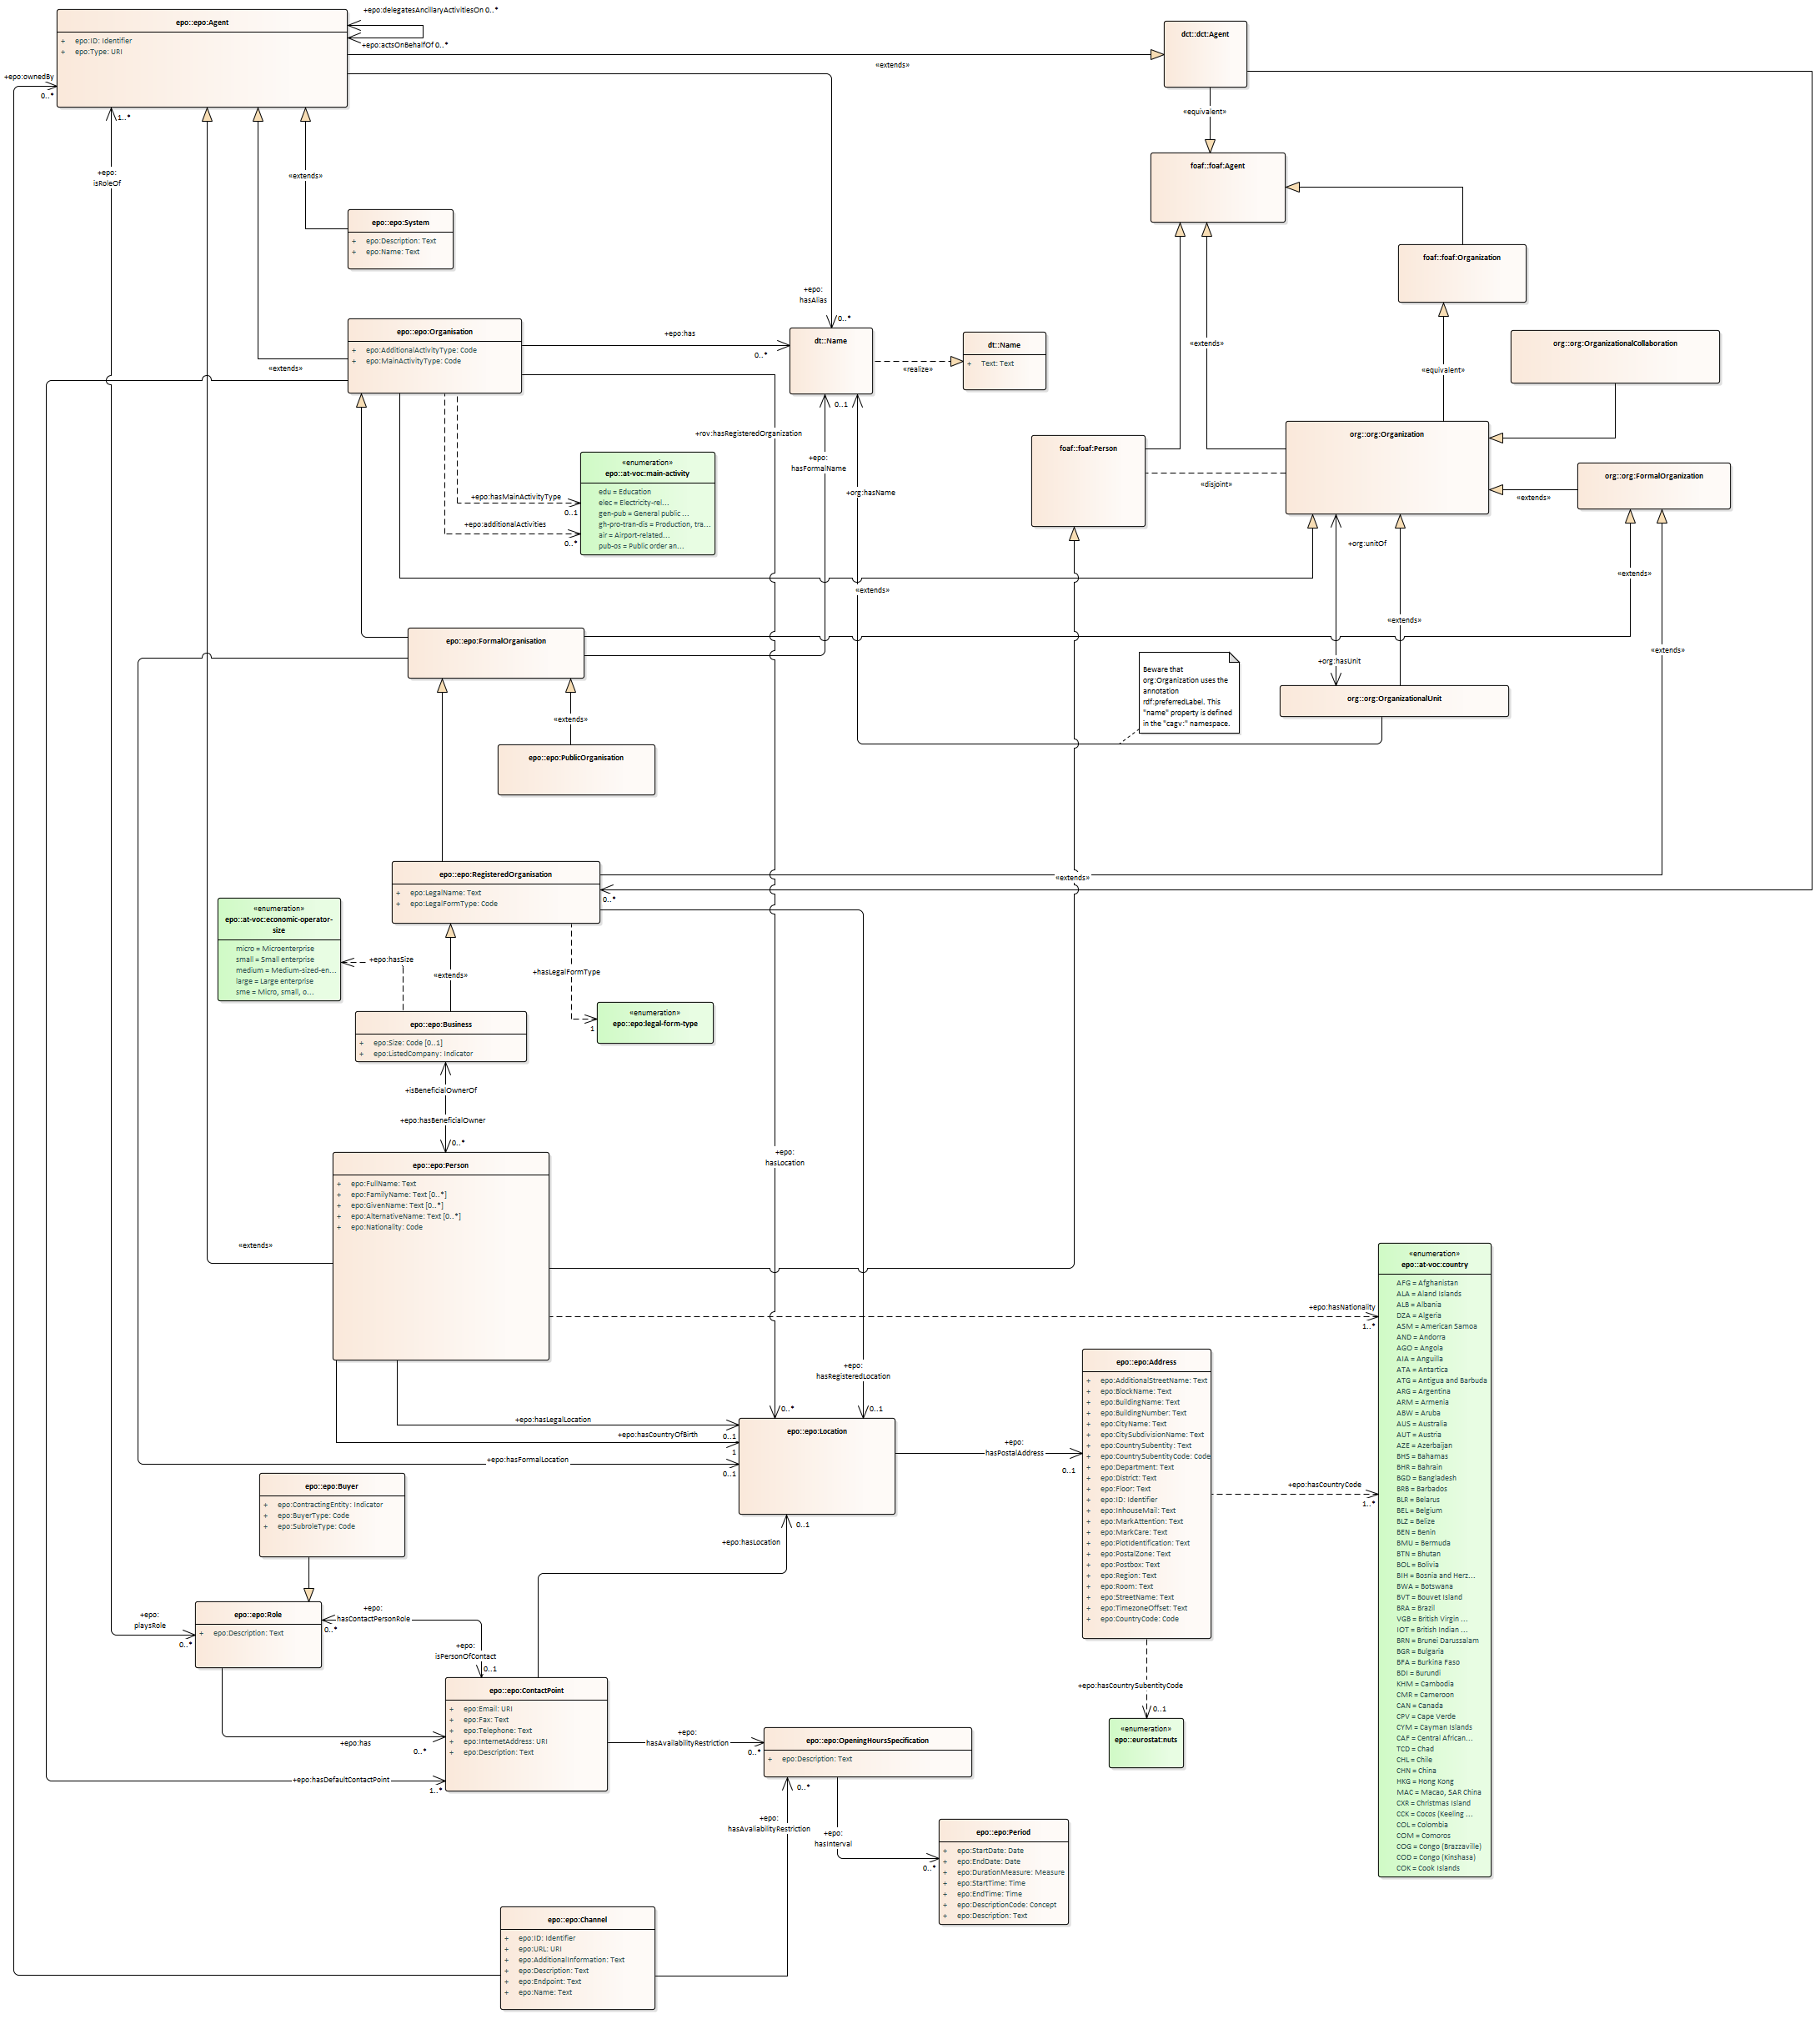 +epo:delegatesAncillaryActivitiesOn 0..*
epo::epo:Agent
+ epo:ID: Identifier
+ epo:Type: URI
+epo:actsOnBehalfOf 0..*
«extends»
dct::dct:Agent
+epo:ownedBy
0..*
1..*
+epo:
isRoleOf
«extends»
«equivalent»
foaf::foaf:Agent
epo::epo:System
+ epo:Description: Text
+ epo:Name: Text
foaf::foaf:Organization
+epo:
hasAlias
0..*
epo::epo:Organisation
+ epo:AdditionalActivityType: Code
+ epo:MainActivityType: Code
«extends»
+epo:has
0..*
dt::Name
«realize»
dt::Name
+ Text: Text
«extends»
«equivalent»
org::org:OrganizationalCollaboration
0..1
+rov:hasRegisteredOrganization
+epo:
hasFormalName
+org:hasName
foaf::foaf:Person
«disjoint»
org::org:Organization
org::org:FormalOrganization
«extends»
«enumeration»
epo::at-voc:main-activity
edu = Education
elec = Electricity-rel...
gen-pub = General public ...
gh-pro-tran-dis = Production, tra...
air = Airport-related...
pub-os = Public order an...
+epo:hasMainActivityType
0..1
+epo:additionalActivities
0..*
+org:unitOf
«extends»
«extends»
«extends»
«extends»
+org:hasUnit
epo::epo:FormalOrganisation
Beware that
org:Organization uses the
annotation
rdf:preferredLabel. This
"name" property is defined
in the "cagv:" namespace.
org::org:OrganizationalUnit
«extends»
epo::epo:PublicOrganisation
epo::epo:RegisteredOrganisation
+ epo:LegalName: Text
+ epo:LegalFormType: Code
0..*
«extends»
«enumeration»
epo::at-voc:economic-operator-
size
micro = Microenterprise
small = Small enterprise
medium = Medium-sized-en...
large = Large enterprise
sme = Micro, small, o...
+epo:hasSize
«extends»
+hasLegalFormType
1
«enumeration»
epo::epo:legal-form-type
epo::epo:Business
+ epo:Size: Code [0..1]
+ epo:ListedCompany: Indicator
+isBeneficialOwnerOf
+epo:hasBeneficialOwner
0..*
epo::epo:Person
+ epo:FullName: Text
+ epo:FamilyName: Text [0..*]
+ epo:GivenName: Text [0..*]
+ epo:AlternativeName: Text [0..*]
+ epo:Nationality: Code
«extends»
+epo:
hasLocation
+epo:hasNationality
1..*
«enumeration»
epo::at-voc:country
AFG = Afghanistan
ALA = Aland Islands
ALB = Albania
DZA = Algeria
ASM = American Samoa
AND = Andorra
AGO = Angola
AIA = Anguilla
ATA = Antartica
ATG = Antigua and Barbuda
ARG = Argentina
ARM = Armenia
ABW = Aruba
AUS = Australia
AUT = Austria
AZE = Azerbaijan
BHS = Bahamas
BHR = Bahrain
BGD = Bangladesh
BRB = Barbados
BLR = Belarus
BEL = Belgium
BLZ = Belize
BEN = Benin
BMU = Bermuda
BTN = Bhutan
BOL = Bolivia
BIH = Bosnia and Herz...
BWA = Botswana
BVT = Bouvet Island
BRA = Brazil
VGB = British Virgin ...
IOT = British Indian ...
BRN = Brunei Darussalam
BGR = Bulgaria
BFA = Burkina Faso
BDI = Burundi
KHM = Cambodia
CMR = Cameroon
CAN = Canada
CPV = Cape Verde
CYM = Cayman Islands
CAF = Central African...
TCD = Chad
CHL = Chile
CHN = China
HKG = Hong Kong
MAC = Macao, SAR China
CXR = Christmas Island
CCK = Cocos (Keeling ...
COL = Colombia
COM = Comoros
COG = Congo (Brazzaville)
COD = Congo (Kinshasa)
COK = Cook Islands
+epo:
hasRegisteredLocation
0..*
0..1
+epo:hasLegalLocation
0..1
+epo:hasCountryOfBirth
1
+epo:hasFormalLocation
0..1
epo::epo:Location
+epo:
hasPostalAddress
0..1
epo::epo:Address
+ epo:AdditionalStreetName: Text
+ epo:BlockName: Text
+ epo:BuildingName: Text
+ epo:BuildingNumber: Text
+ epo:CityName: Text
+ epo:CitySubdivisionName: Text
+ epo:CountrySubentity: Text
+ epo:CountrySubentityCode: Code
+ epo:Department: Text
+ epo:District: Text
+ epo:Floor: Text
+ epo:ID: Identifier
+ epo:InhouseMail: Text
+ epo:MarkAttention: Text
+ epo:MarkCare: Text
+ epo:PlotIdentification: Text
+ epo:PostalZone: Text
+ epo:Postbox: Text
+ epo:Region: Text
+ epo:Room: Text
+ epo:StreetName: Text
+ epo:TimezoneOffset: Text
+ epo:CountryCode: Code
+epo:hasCountryCode
1..*
epo::epo:Buyer
+ epo:ContractingEntity: Indicator
+ epo:BuyerType: Code
+ epo:SubroleType: Code
0..1
+epo:hasLocation
+epo:
playsRole
0..*
epo::epo:Role
+ epo:Description: Text
+epo:
hasContactPersonRole
0..*
+epo:
isPersonOfContact
0..1
+epo:hasCountrySubentityCode
0..1
«enumeration»
epo::eurostat:nuts
epo::epo:ContactPoint
+ epo:Email: URI
+ epo:Fax: Text
+ epo:Telephone: Text
+ epo:InternetAddress: URI
+ epo:Description: Text
+epo:has
0..*
+epo:hasDefaultContactPoint
1..*
+epo:
hasAvailabilityRestriction
0..*
epo::epo:OpeningHoursSpecification
+ epo:Description: Text
0..*
+epo:
hasAvailabilityRestriction
+epo:
hasInterval
0..*
epo::epo:Period
+ epo:StartDate: Date
+ epo:EndDate: Date
+ epo:DurationMeasure: Measure
+ epo:StartTime: Time
+ epo:EndTime: Time
+ epo:DescriptionCode: Concept
+ epo:Description: Text
epo::epo:Channel
+ epo:ID: Identifier
+ epo:URL: URI
+ epo:AdditionalInformation: Text
+ epo:Description: Text
+ epo:Endpoint: Text
+ epo:Name: Text